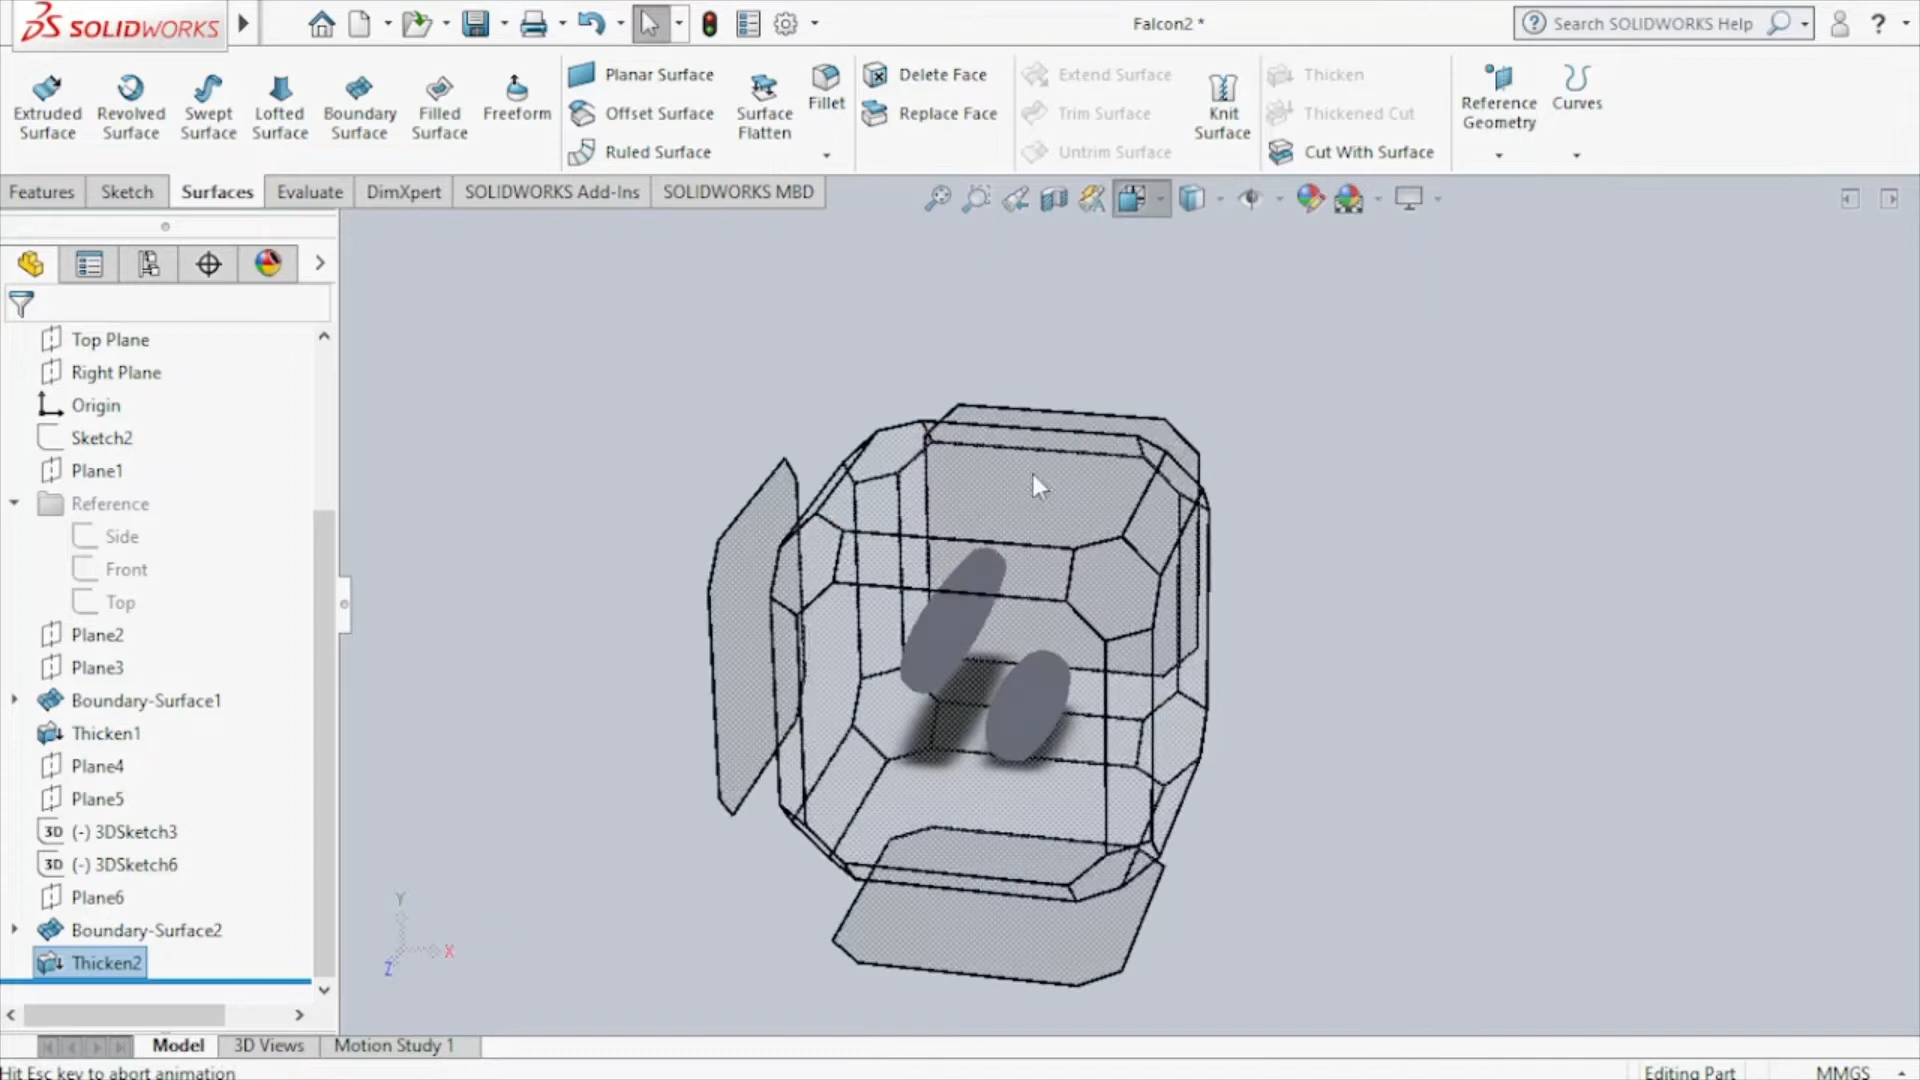 SOLIDWORKS
Falcon2 *
Search SOLIDWORKS Help
?
Extruded Surface
Revolved Surface
Swept Surface
Lofted Surface
Boundary Surface
Filled Surface
Freeform
Planar Surface
Offset Surface
Ruled Surface
Surface Flatten
Fillet
Delete Face
Replace Face
Extend Surface
Trim Surface
Untrim Surface
Knit Surface
Thicken
Thickened Cut
Cut With Surface
Reference Geometry
Curves
Features
Sketch
Surfaces
Evaluate
DimXpert
SOLIDWORKS Add-Ins
SOLIDWORKS MBD
Top Plane
Right Plane
Origin
Sketch2
Plane1
Reference
Side
Front
Top
Plane2
Plane3
Boundary-Surface1
Thicken1
Plane4
Plane5
3D (-) 3DSketch3
3D (-) 3DSketch6
Plane6
Boundary-Surface2
Thicken2
Y
X
Z
Model
3D Views
Motion Study 1
Hit Esc key to abort animation
Editing Part
MMGS